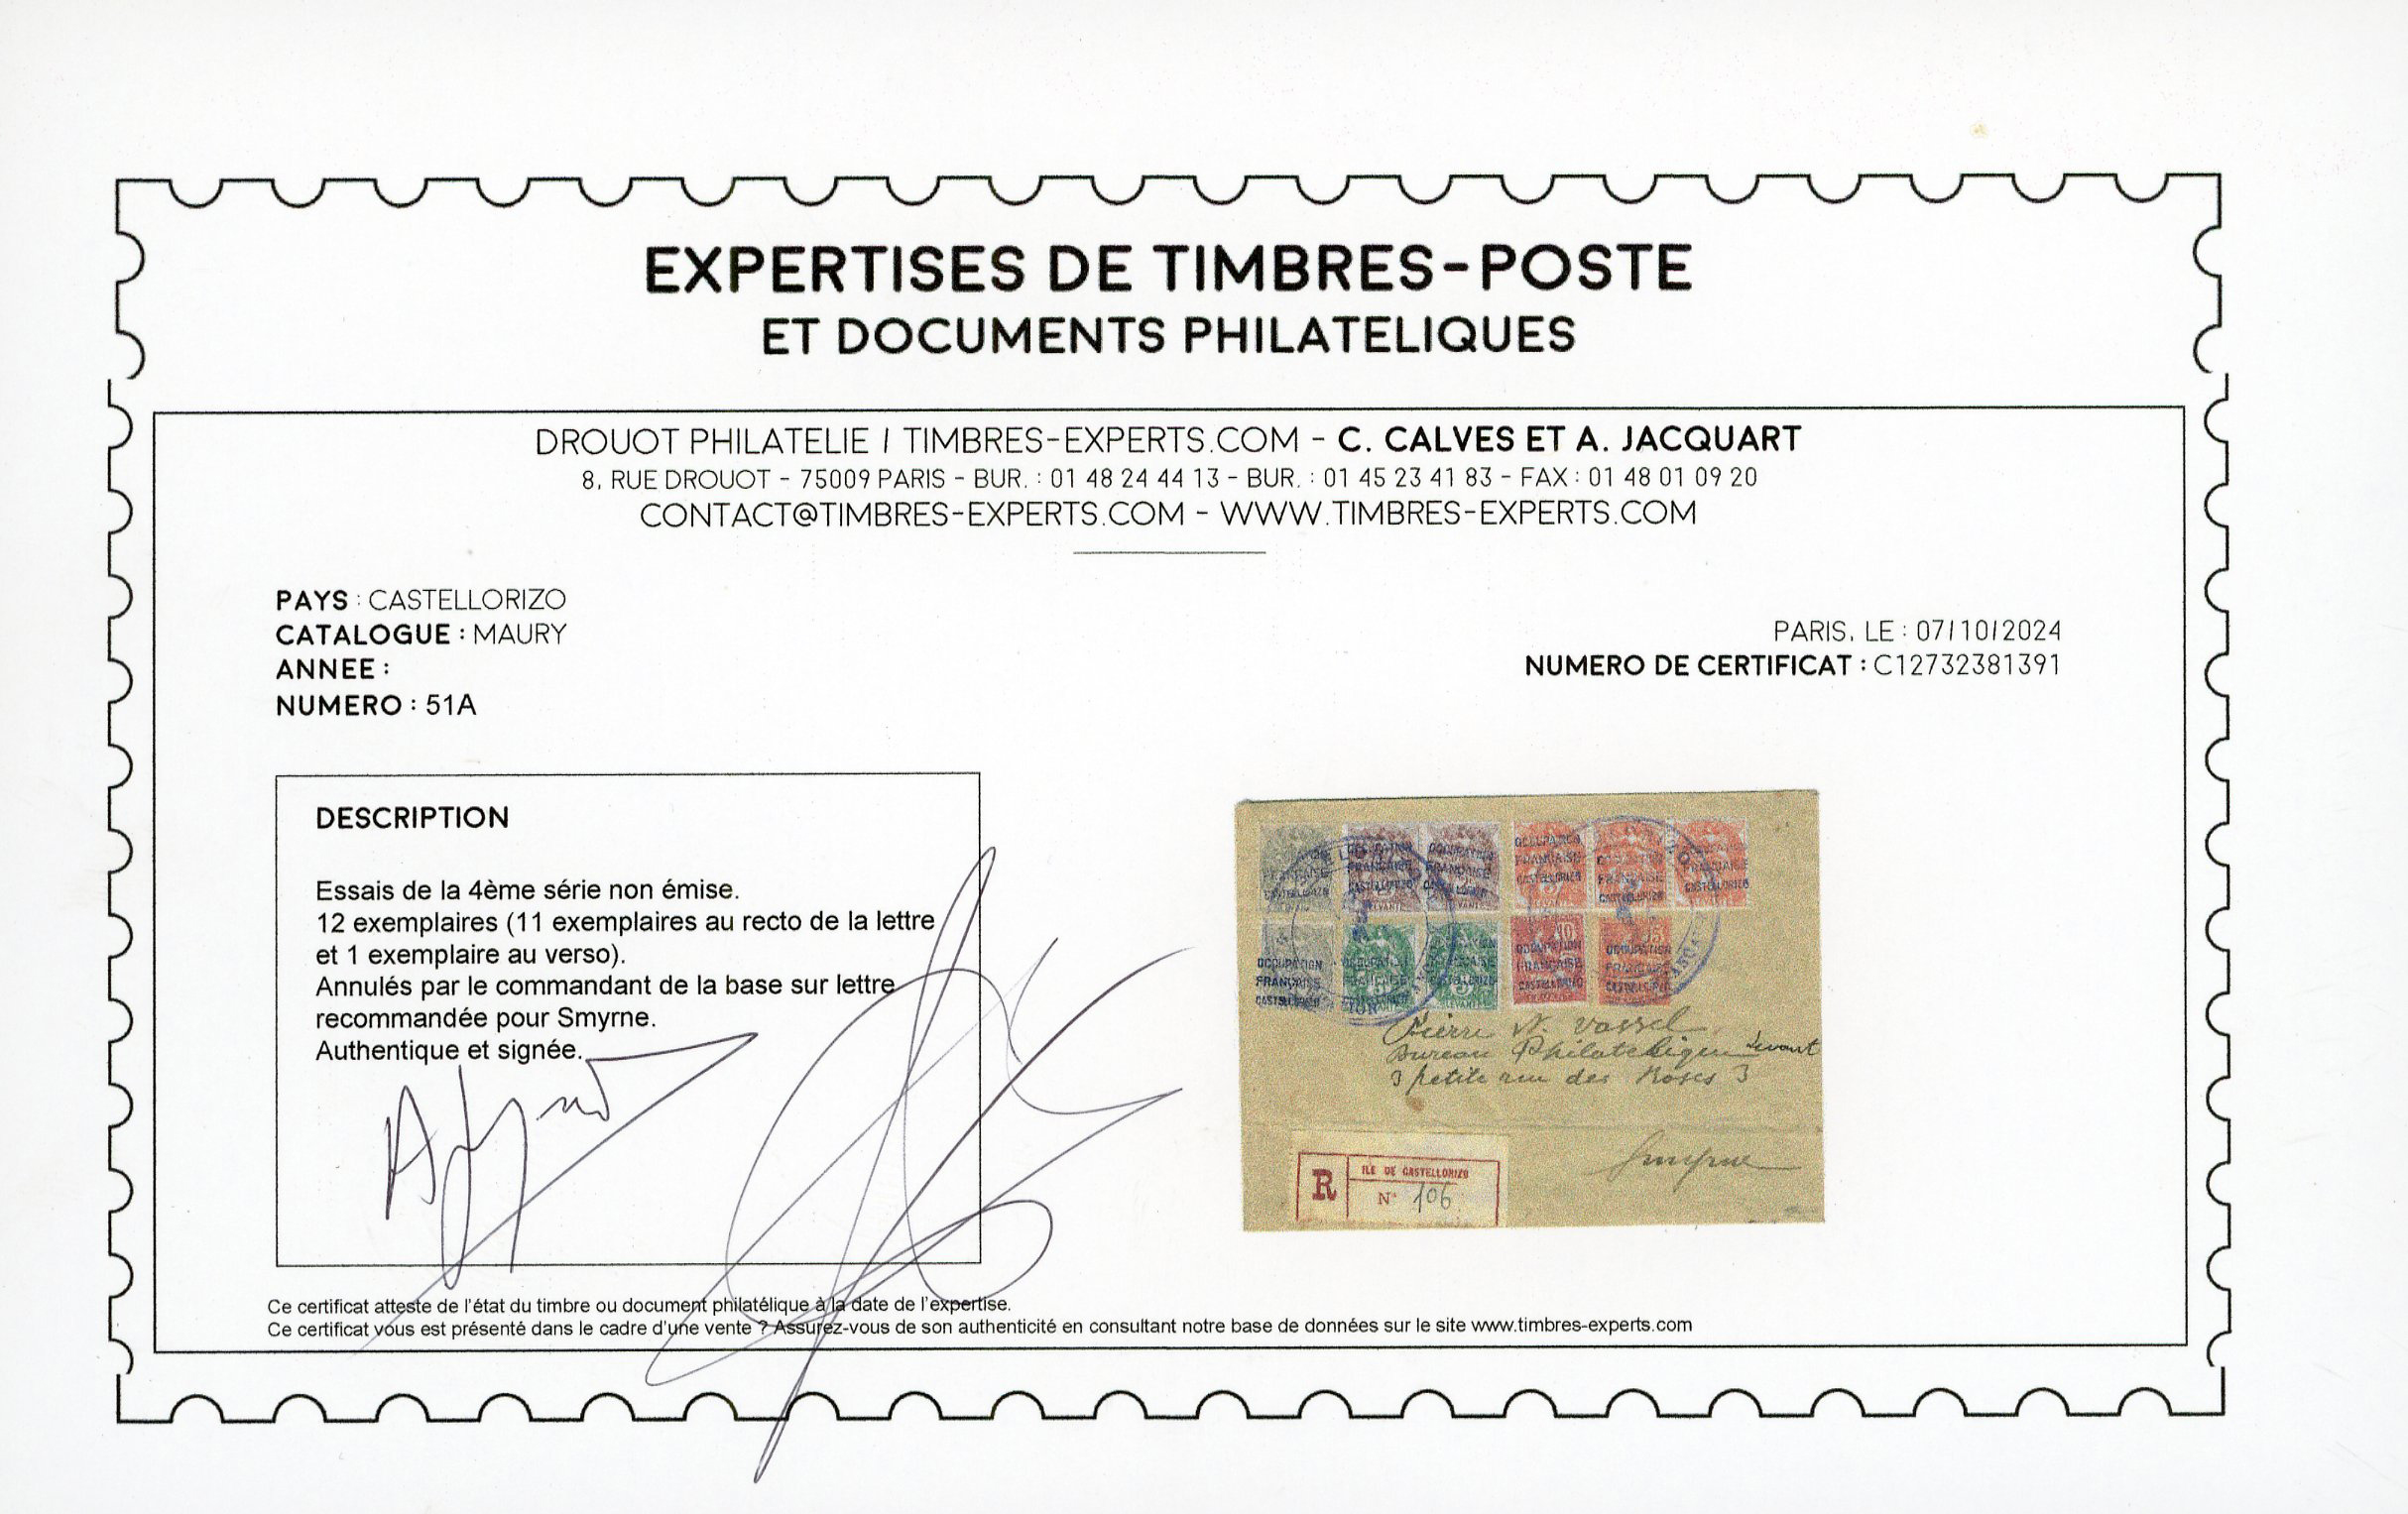 EXPERTISES DE TIMBRES-POSTE
ET DOCUMENTS PHILATELIQUES
DROUOT PHILATELIE / TIMBRES-EXPERTS.COM - C. CALVES ET A. JACQUART
8, RUE DROUOT - 75009 PARIS - BUR. : 01 48 24 44 13 - BUR. : 01 45 23 41 83 - FAX : 01 48 01 09 20
CONTACT@TIMBRES-EXPERTS.COM - WWW.TIMBRES-EXPERTS.COM
PAYS : CASTELLORIZO
CATALOGUE : MAURY
ANNEE :
NUMERO : 51A
PARIS, LE : 07/10/2024
NUMERO DE CERTIFICAT : C12732381391
DESCRIPTION
Essais de la 4ème série non émise.
12 exemplaires (11 exemplaires au recto de la lettre
et 1 exemplaire au verso).
Annulés par le commandant de la base sur lettre
recommandée pour Smyrne.
Authentique et signée.
OCCUPATION
FRANÇAISE
CASTELLORIZO
Pierre N. Vassel
Bureau Philatelique Levant
3 petite rue des Roses 3
Smyrne
R
ILE DE CASTELLORIZO
N° 106
Ce certificat atteste de l'état du timbre ou document philatélique à la date de l'expertise.
Ce certificat vous est présenté dans le cadre d'une vente ? Assurez-vous de son authenticité en consultant notre base de données sur le site www.timbres-experts.com